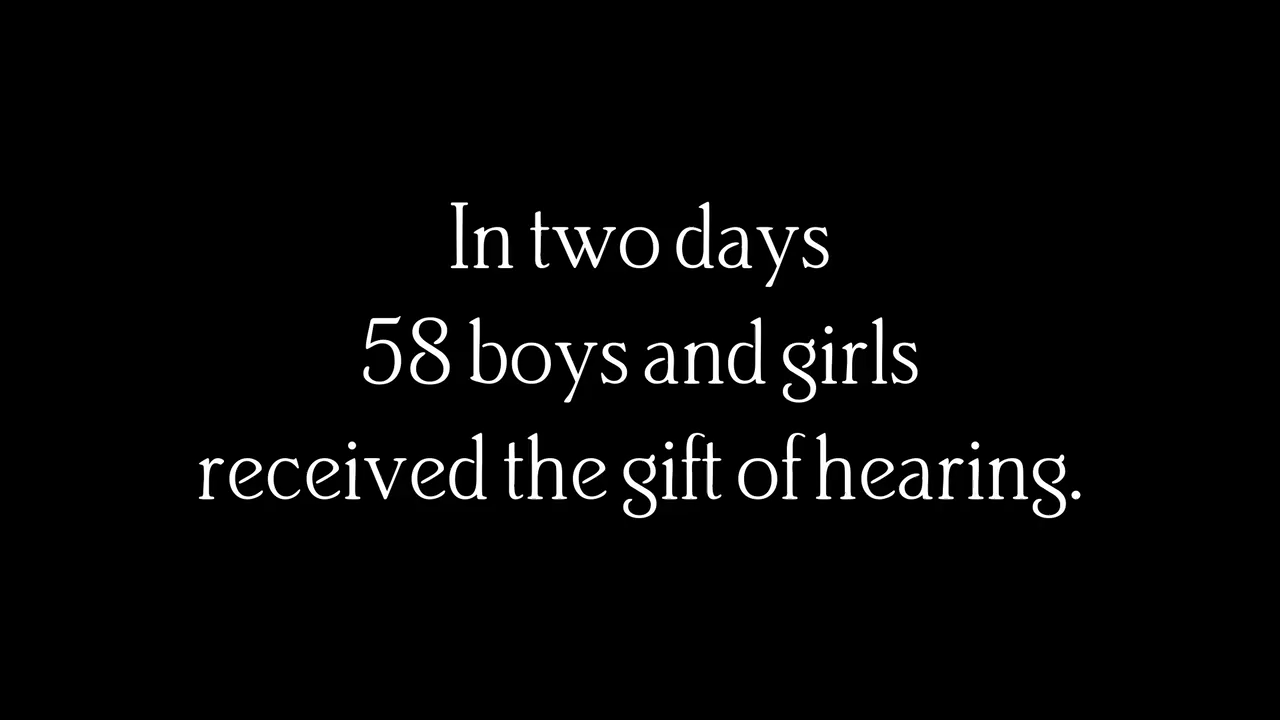 In two days
58 boys and girls
received the gift of hearing.